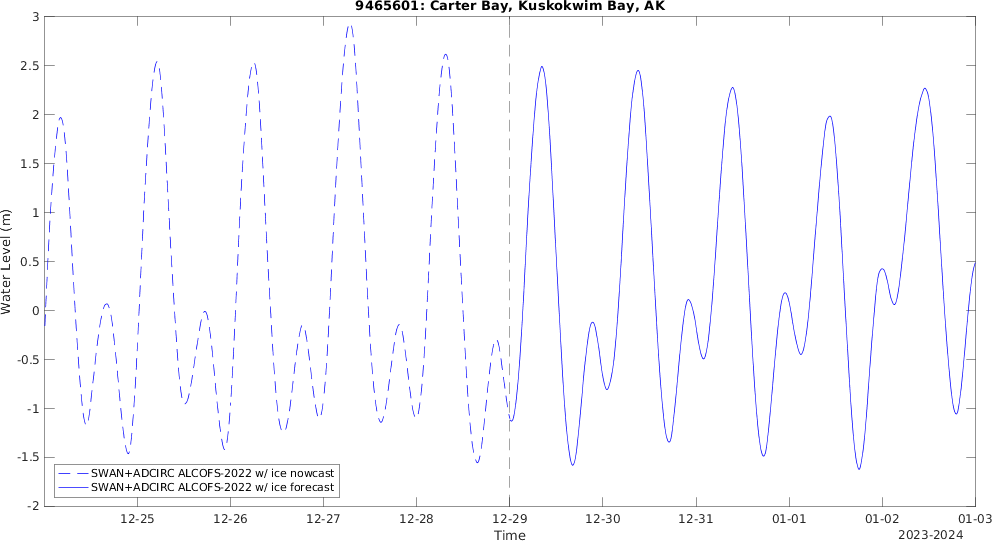 9465601: Carter Bay, Kuskokwim Bay, AK
3
2.5
2
1.5
1
0.5
0
-0.5
-1
-1.5
-2
Water Level (m)
SWAN+ADCIRC ALCOFS-2022 w/ ice nowcast
SWAN+ADCIRC ALCOFS-2022 w/ ice forecast
12-25 12-26 12-27 12-28 12-29 12-30 12-31 01-01 01-02 01-03
Time
2023-2024